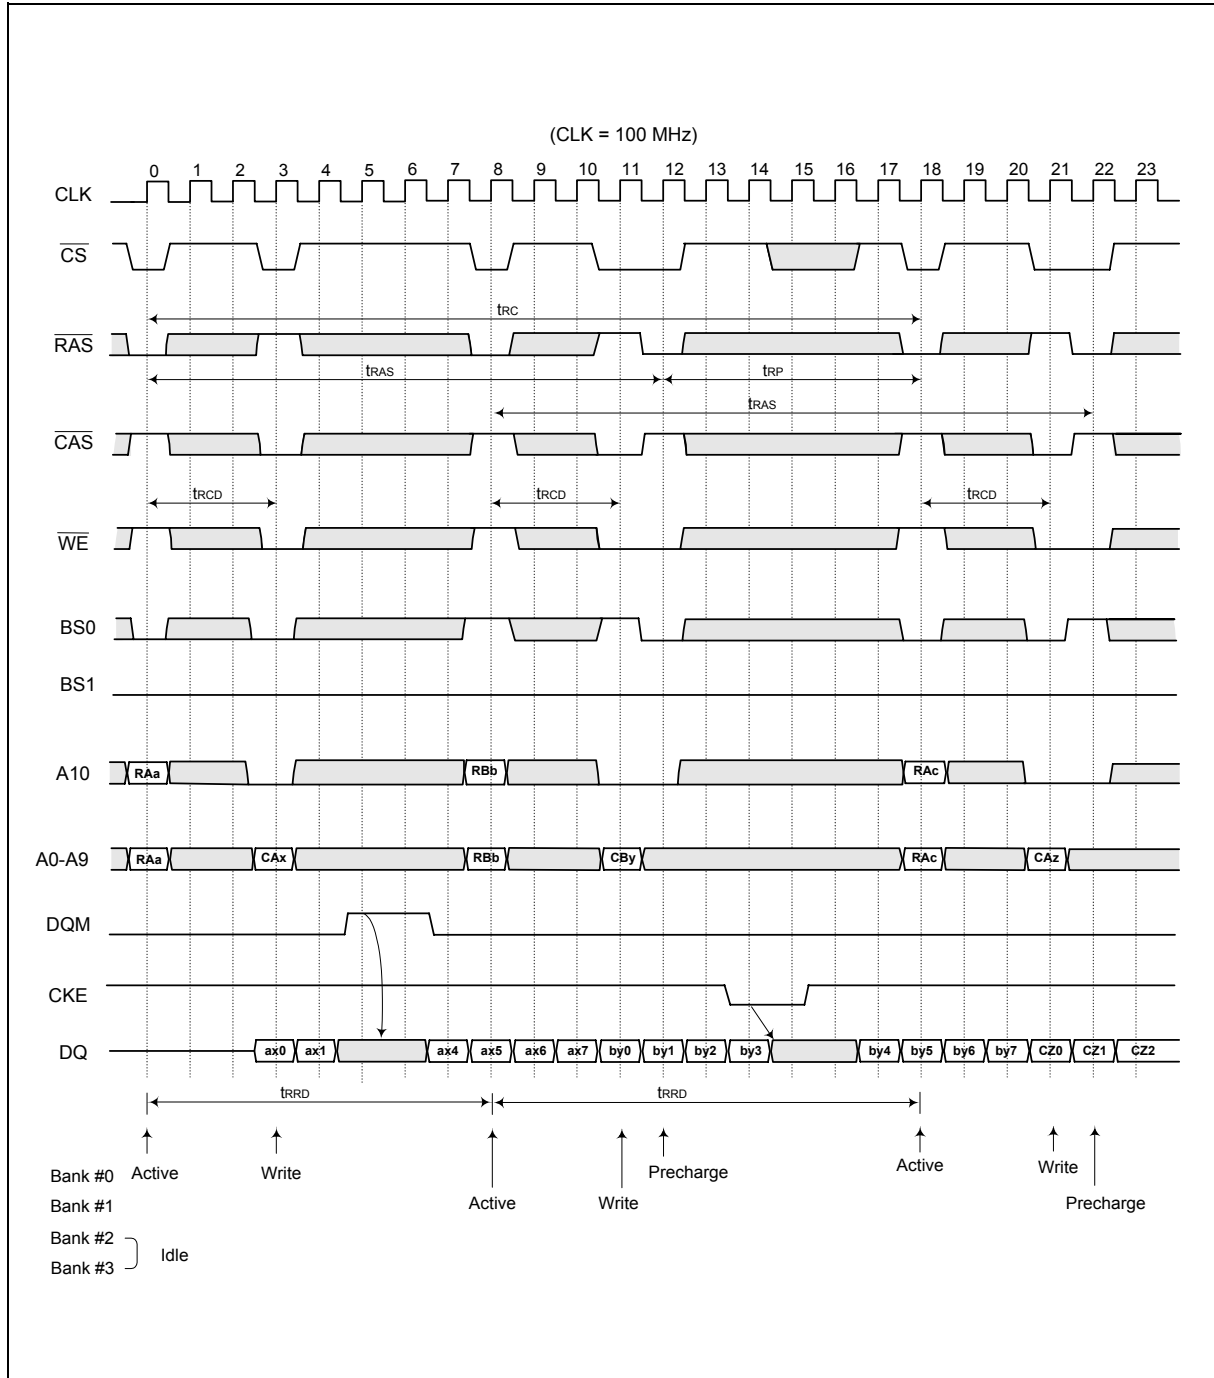 (CLK = 100 MHz)
0 1 2 3 4 5 6 7 8 9 10 11 12 13 14 15 16 17 18 19 20 21 22 23
CLK
CS
tRC
RAS
tRAS tRP
tRAS
CAS
tRCD tRCD tRCD
WE
BS0
BS1
A10 RAa RBb RAc
A0-A9 RAa CAx RBb CBy RAc CAz
DQM
CKE
DQ ax0 ax1 ax4 ax5 ax6 ax7 by0 by1 by2 by3 by4 by5 by6 by7 CZ0 CZ1 CZ2
tRRD tRRD
Bank #0 Active Write Precharge Active Write
Bank #1 Active Write Precharge
Bank #2
Idle
Bank #3